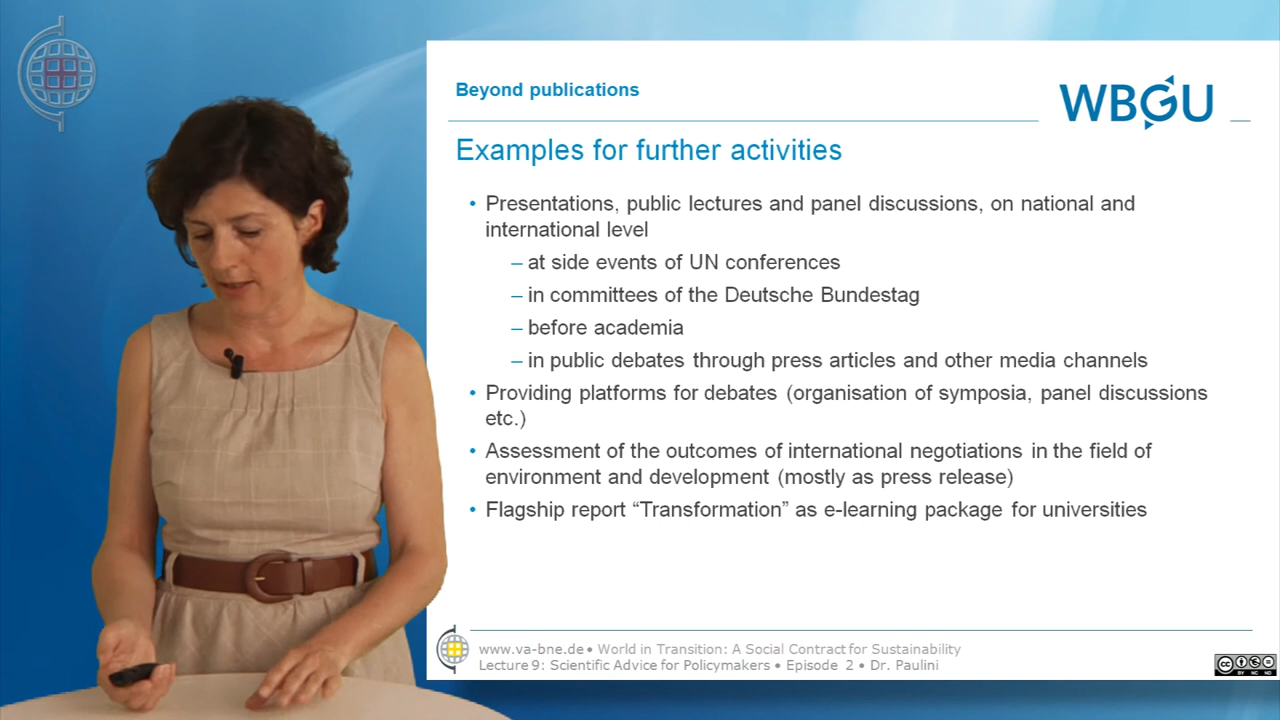 Beyond publications
WBGU
Examples for further activities
• Presentations, public lectures and panel discussions, on national and
international level
– at side events of UN conferences
– in committees of the Deutsche Bundestag
– before academia
– in public debates through press articles and other media channels
• Providing platforms for debates (organisation of symposia, panel discussions
etc.)
• Assessment of the outcomes of international negotiations in the field of
environment and development (mostly as press release)
• Flagship report “Transformation” as e-learning package for universities
www.va-bne.de • World in Transition: A Social Contract for Sustainability
Lecture 9: Scientific Advice for Policymakers • Episode 2 • Dr. Paulini
cc
BY NC ND